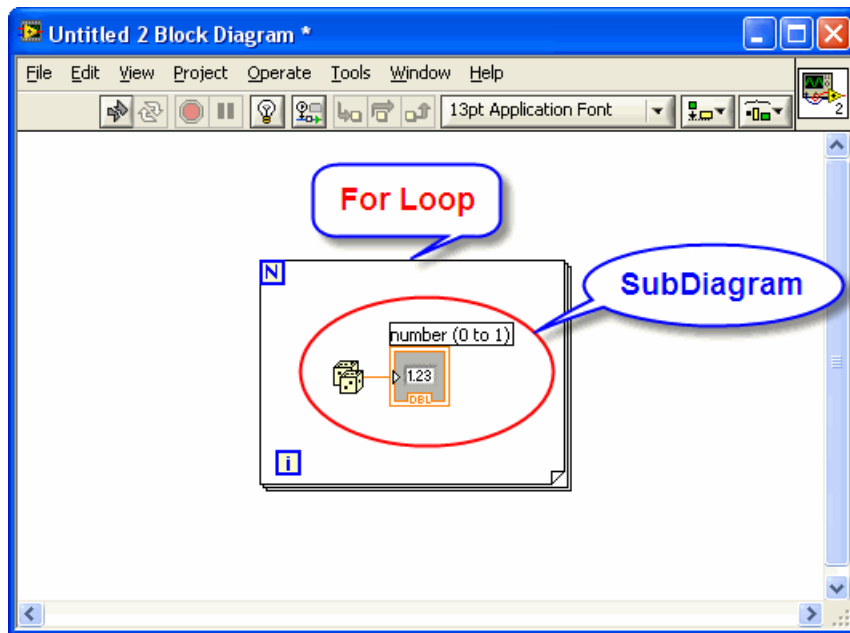 Untitled 2 Block Diagram *
File Edit View Project Operate Tools Window Help
13pt Application Font
2
For Loop
N
SubDiagram
number (0 to 1)
1.23
DBL
i